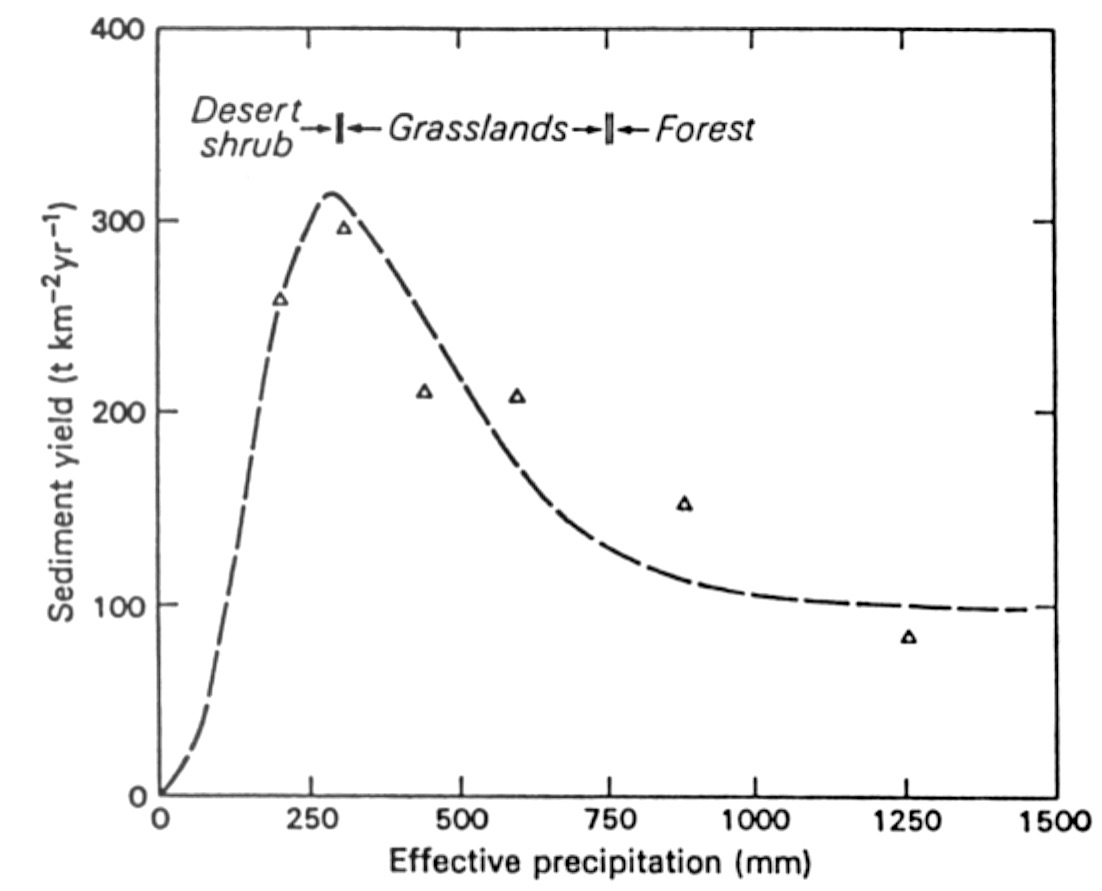 400
Desert
shrub
Grasslands
Forest
300
200
100
0
Sediment yield (t km⁻²yr⁻¹)
0 250 500 750 1000 1250 1500
Effective precipitation (mm)